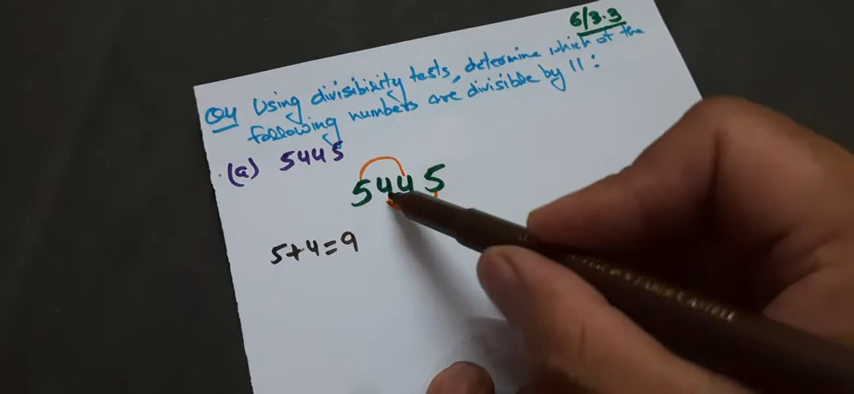 6/3.3
Q4 Using divisibility tests, determine which of the
following numbers are divisible by 11:
(a) 5445
5445
5+4=9